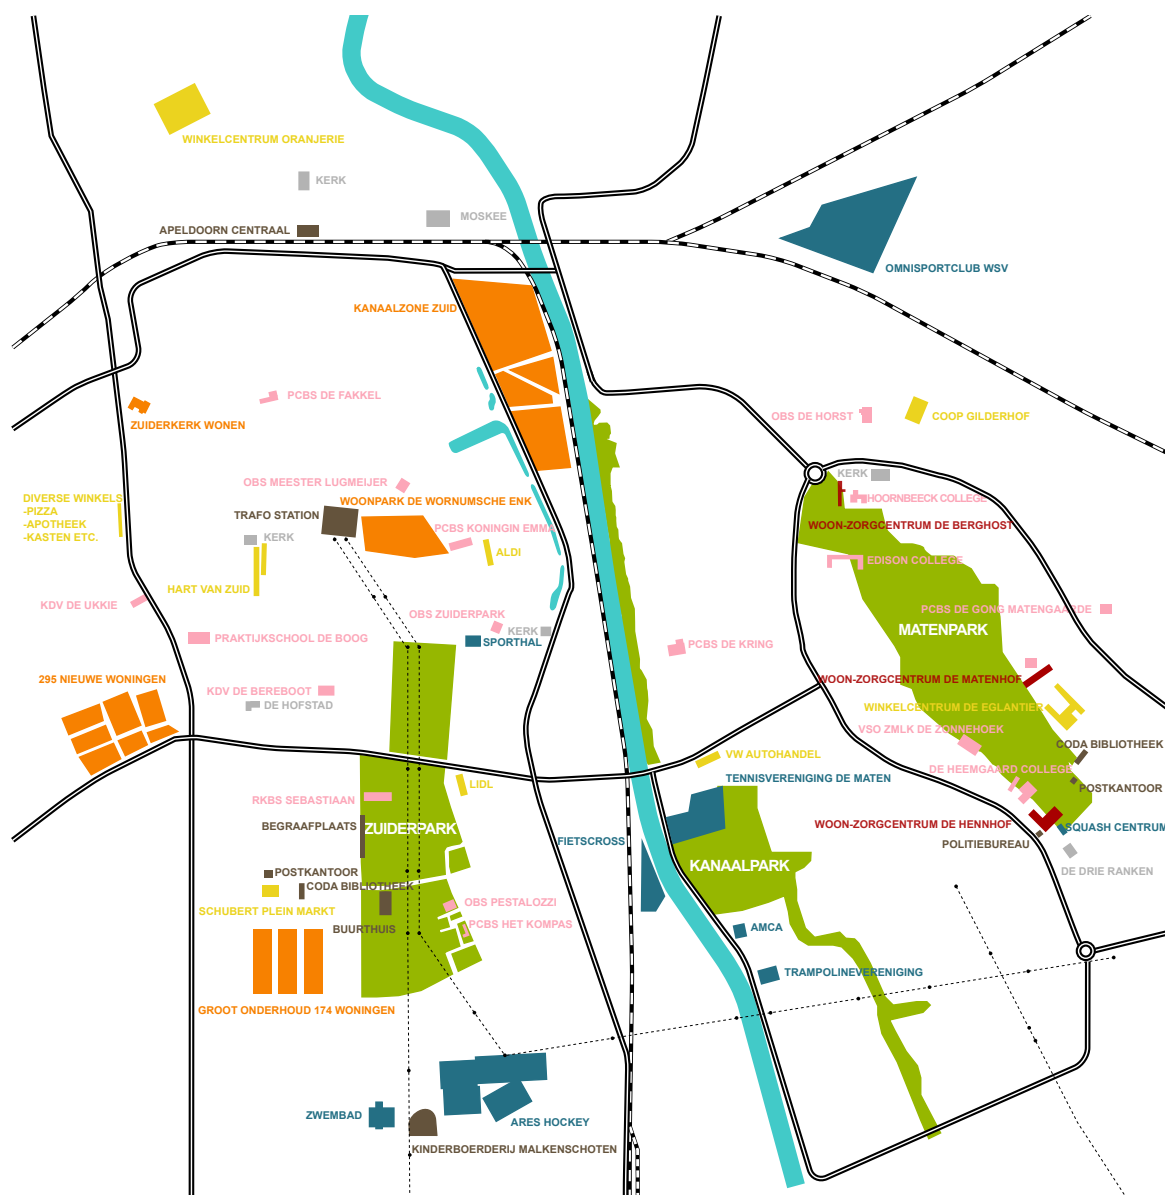 WINKELCENTRUM ORANJERIE
KERK
MOSKEE
APELDOORN CENTRAAL
OMNISPORTCLUB WSV
KANAALZONE ZUID
PCBS DE FAKKEL
ZUIDERKERK WONEN
OBS DE HORST
COOP GILDERHOF
KERK
OBS MEESTER LUGMEIJER
WOONPARK DE WORNUMSCHE ENK
HOORNBEECK COLLEGE
DIVERSE WINKELS
-PIZZA
-APOTHEEK
-KASTEN ETC.
TRAFO STATION
PCBS KONINGIN EMMA
WOON-ZORGCENTRUM DE BERGHOST
KERK
ALDI
EDISON COLLEGE
HART VAN ZUID
KDV DE UKKIE
OBS ZUIDERPARK
PCBS DE GONG MATENGAARDE
KERK
MATENPARK
PRAKTIJKSCHOOL DE BOOG
SPORTHAL
PCBS DE KRING
295 NIEUWE WONINGEN
WOON-ZORGCENTRUM DE MATENHOF
KDV DE BEREBOOT
DE HOFSTAD
WINKELCENTRUM DE EGLANTIER
VSO ZMLK DE ZONNEHOEK
CODA BIBLIOTHEEK
VW AUTOHANDEL
DE HEEMGAARD COLLEGE
TENNISVERENIGING DE MATEN
LIDL
POSTKANTOOR
RKBS SEBASTIAAN
BEGRAAFPLAATS
ZUIDERPARK
WOON-ZORGCENTRUM DE HENNHOF
SQUASH CENTRUM
FIETSCROSS
POLITIEBUREAU
KANAALPARK
DE DRIE RANKEN
POSTKANTOOR
CODA BIBLIOTHEEK
SCHUBERT PLEIN MARKT
OBS PESTALOZZI
BUURTHUIS
PCBS HET KOMPAS
AMCA
TRAMPOLINEVERENIGING
GROOT ONDERHOUD 174 WONINGEN
ZWEMBAD
ARES HOCKEY
KINDERBOERDERIJ MALKENSCHOTEN